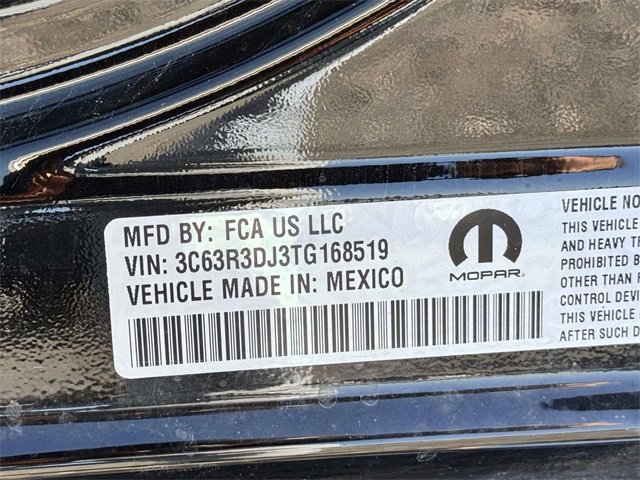 MFD BY: FCA US LLC
VIN: 3C63R3DJ3TG168519
VEHICLE MADE IN: MEXICO
MOPAR
VEHICLE NO
THIS VEHICLE
AND HEAVY T
PROHIBITED B
OTHER THAN
CONTROL DEV
THIS VEHICLE
AFTER SUCH D